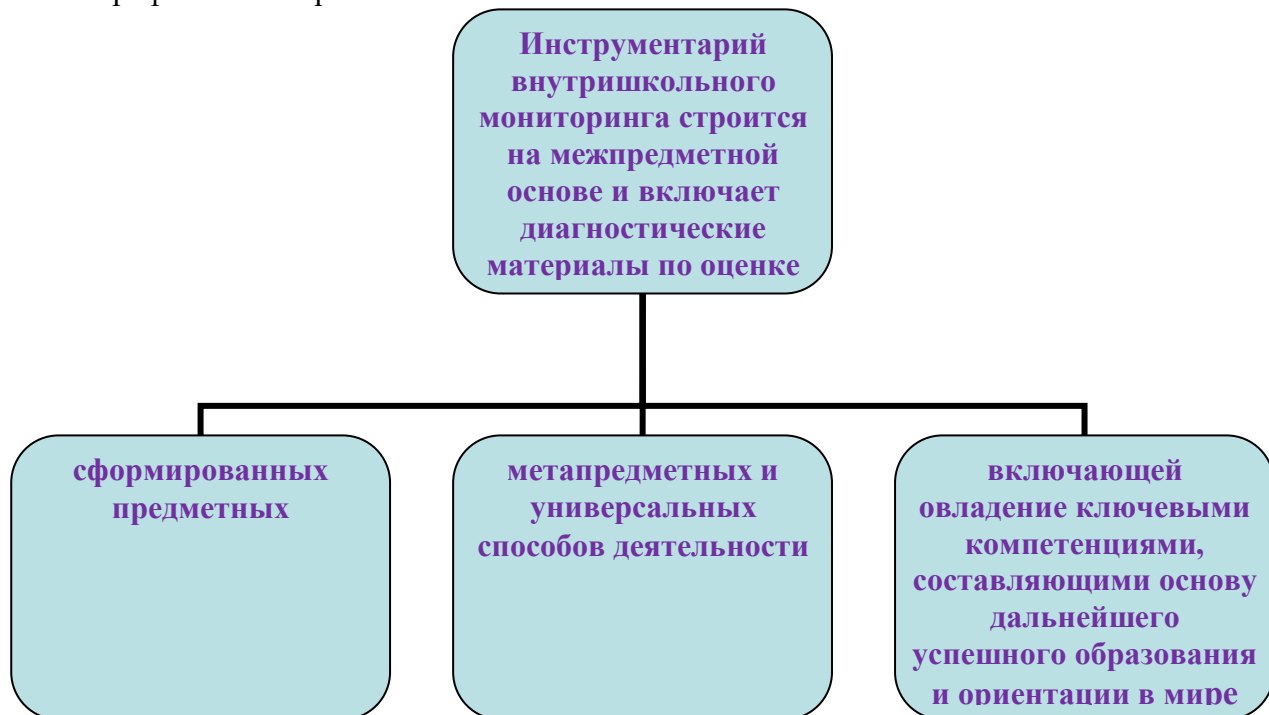 Инструментарий
внутришкольного
мониторинга строится
на межпредметной
основе и включает
диагностические
материалы по оценке
сформированных
предметных
метапредметных и
универсальных
способов деятельности
включающей
овладение ключевыми
компетенциями,
составляющими основу
дальнейшего
успешного образования
и ориентации в мире